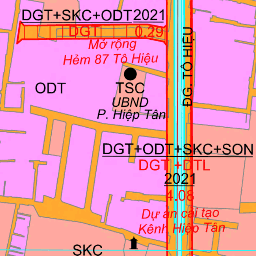 DGT+SKC+ODT2021
DGT 0.29
Mở rộng
Hẻm 87 Tô Hiệu
ĐG TÔ HIỆU
ODT
TSC
UBND
P. Hiệp Tân
DGT+ODT+SKC+SON
DGT +DTL
2021
4.08
Dự án cải tạo
Kênh Hiệp Tân
SKC